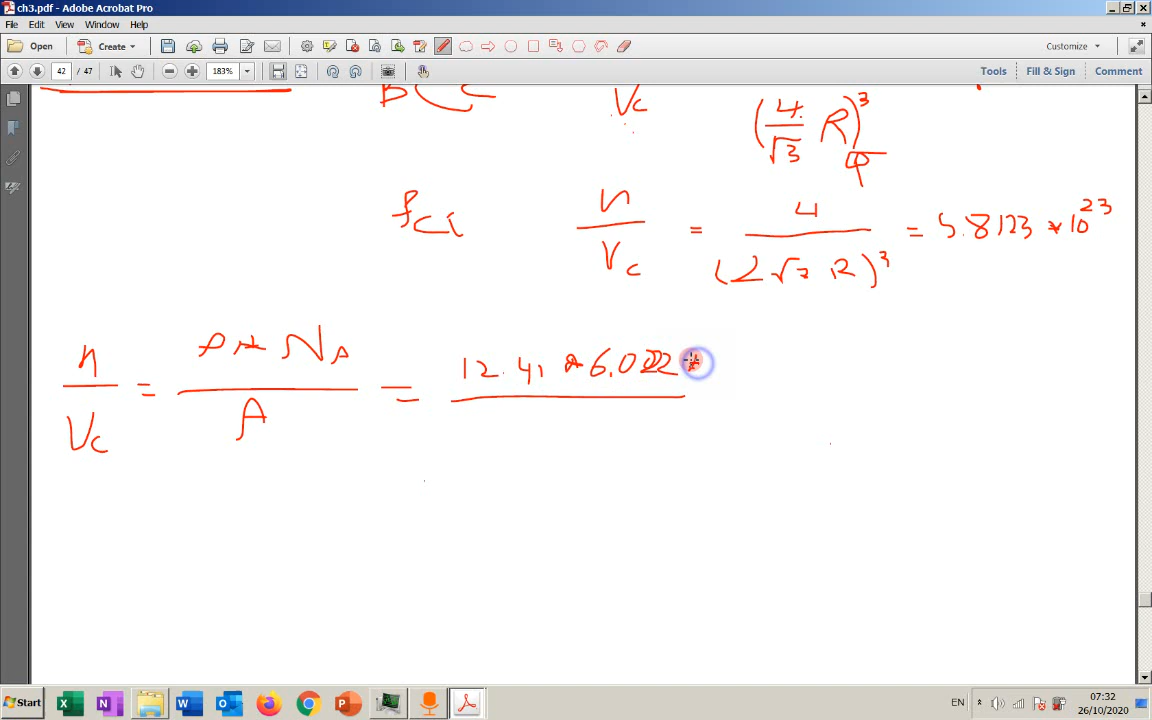 ch3.pdf - Adobe Acrobat Pro
File Edit View Window Help
Open Create Customize
42 / 47 183% Tools Fill & Sign Comment
BCC Vc (4/√3 R)³
fcc n/Vc = 4/(2√2 R)³ = 5.8123 * 10²³
n/Vc = ρ * NA / A = 12.41 * 6.022 *
Start EN 07:32
26/10/2020